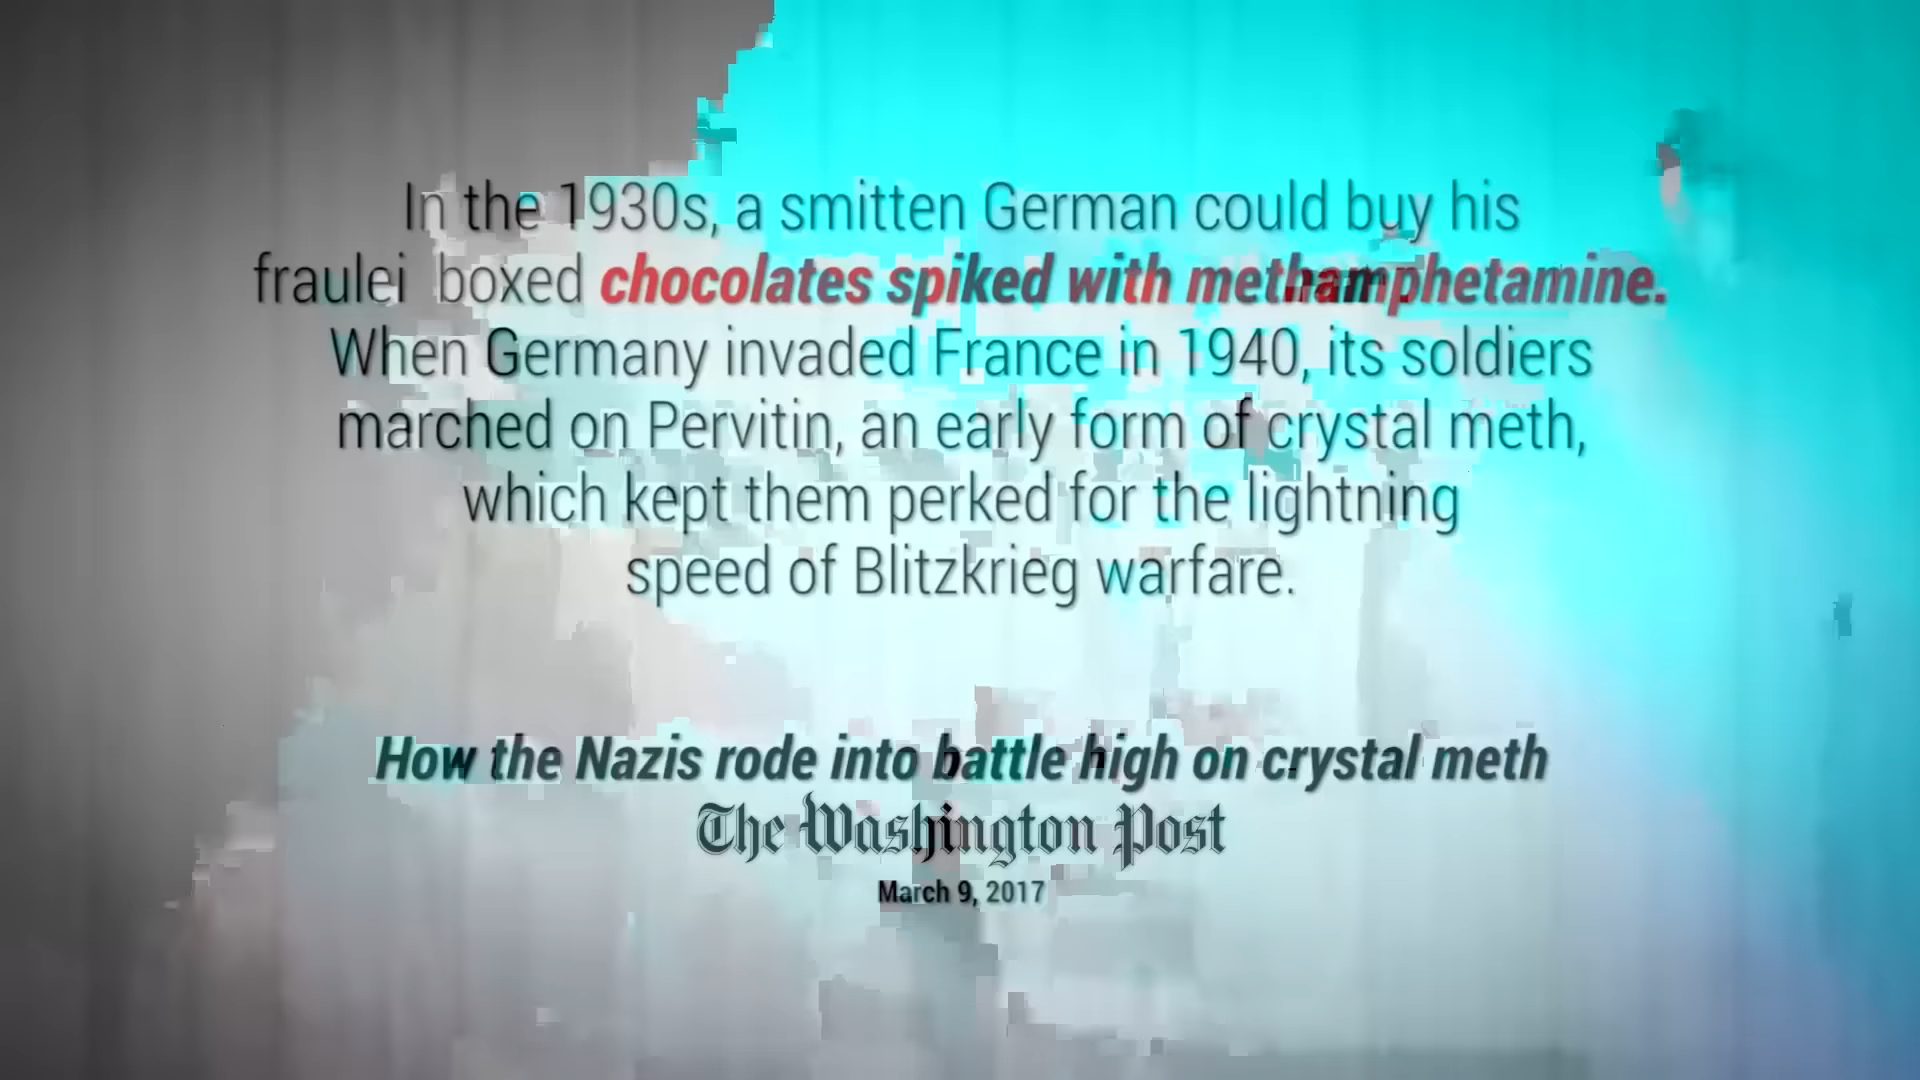 In the 1930s, a smitten German could buy his
fraulei boxed chocolates spiked with methamphetamine.
When Germany invaded France in 1940, its soldiers
marched on Pervitin, an early form of crystal meth,
which kept them perked for the lightning
speed of Blitzkrieg warfare.
How the Nazis rode into battle high on crystal meth
The Washington Post
March 9, 2017